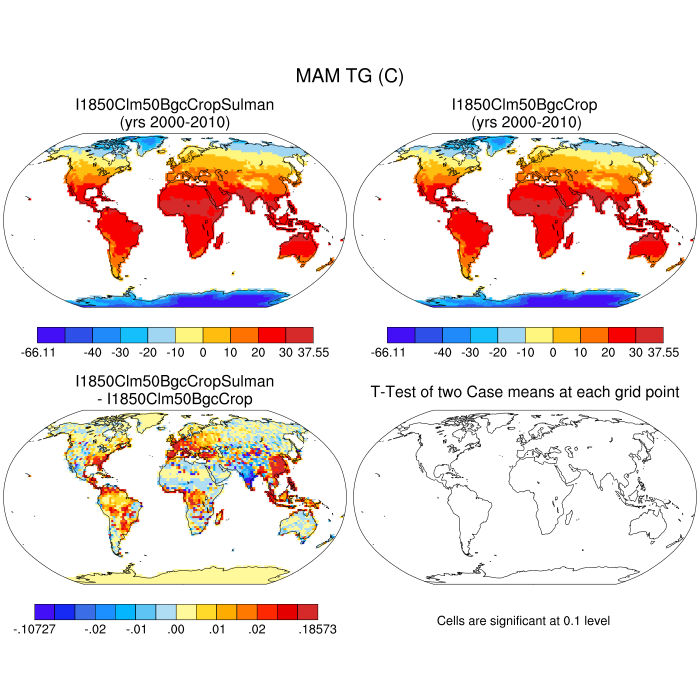 MAM TG (C)
I1850Clm50BgcCropSulman
(yrs 2000-2010)
I1850Clm50BgcCrop
(yrs 2000-2010)
-66.11 -40 -30 -20 -10 0 10 20 30 37.55
-66.11 -40 -30 -20 -10 0 10 20 30 37.55
I1850Clm50BgcCropSulman
- I1850Clm50BgcCrop
T-Test of two Case means at each grid point
-.10727 -.02 -.01 .00 .01 .02 .18573
Cells are significant at 0.1 level